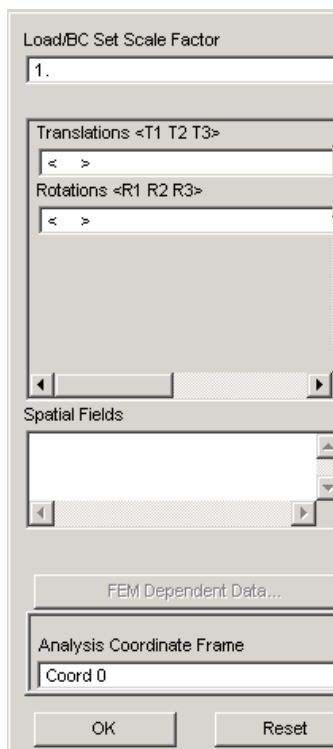 Load/BC Set Scale Factor
1.
Translations <T1 T2 T3>
< >
Rotations <R1 R2 R3>
< >
Spatial Fields
FEM Dependent Data...
Analysis Coordinate Frame
Coord 0
OK Reset